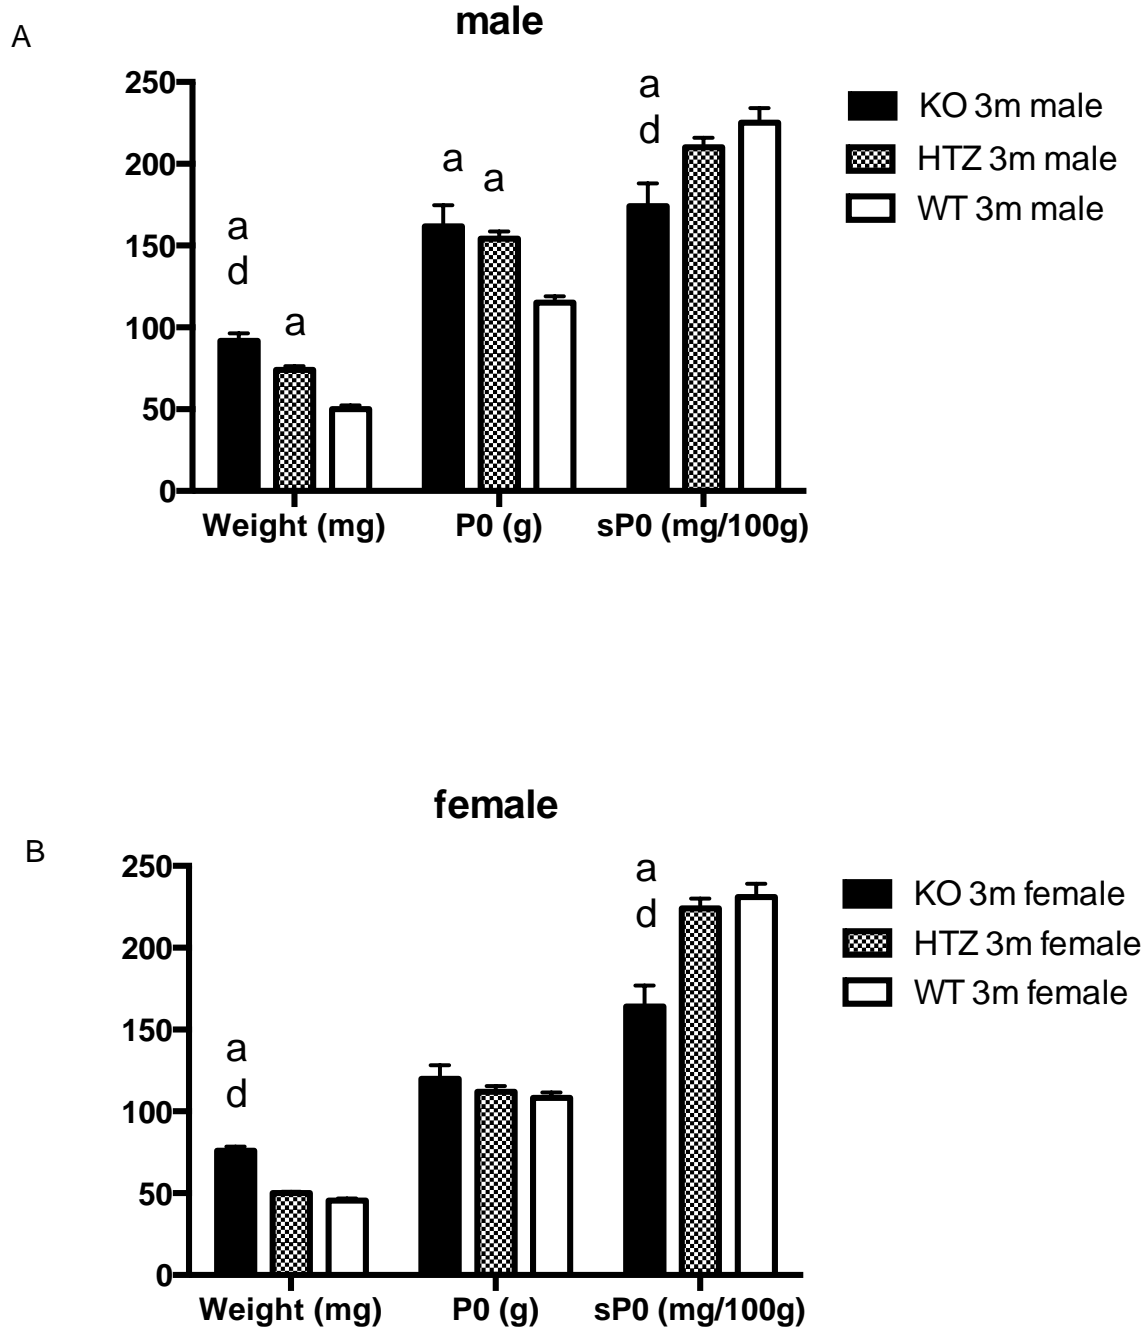 A
male
250
200
150
100
50
0
a
d
a
a
a
a
d
Weight (mg)
P0 (g)
sP0 (mg/100g)
KO 3m male
HTZ 3m male
WT 3m male
B
female
250
200
150
100
50
0
a
d
a
d
Weight (mg)
P0 (g)
sP0 (mg/100g)
KO 3m female
HTZ 3m female
WT 3m female